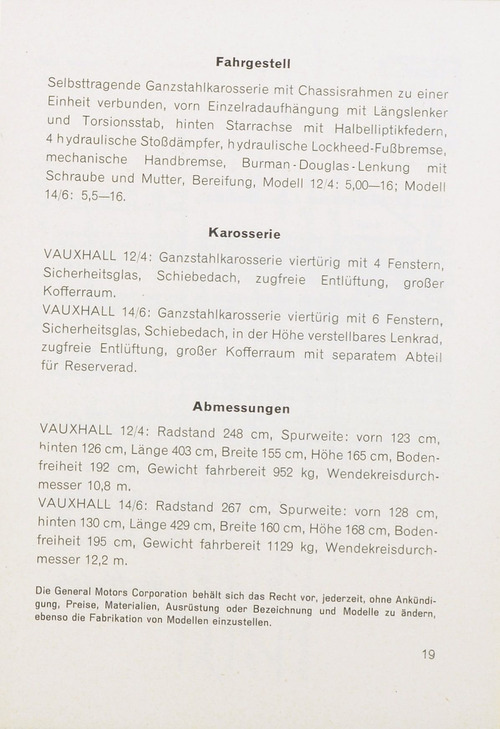 Fahrgestell
Selbsttragende Ganzstahlkarosserie mit Chassisrahmen zu einer
Einheit verbunden, vorn Einzelradaufhängung mit Längslenker
und Torsionsstab, hinten Starrachse mit Halbelliptikfedern,
4 hydraulische Stoßdämpfer, hydraulische Lockheed-Fußbremse,
mechanische Handbremse, Burman-Douglas-Lenkung mit
Schraube und Mutter, Bereifung, Modell 12/4: 5,00—16; Modell
14/6: 5,5—16.
Karosserie
VAUXHALL 12/4: Ganzstahlkarosserie viertürig mit 4 Fenstern,
Sicherheitsglas, Schiebedach, zugfreie Entlüftung, großer
Kofferraum.
VAUXHALL 14/6: Ganzstahlkarosserie viertürig mit 6 Fenstern,
Sicherheitsglas, Schiebedach, in der Höhe verstellbares Lenkrad,
zugfreie Entlüftung, großer Kofferraum mit separatem Abteil
für Reserverad.
Abmessungen
VAUXHALL 12/4: Radstand 248 cm, Spurweite: vorn 123 cm,
hinten 126 cm, Länge 403 cm, Breite 155 cm, Höhe 165 cm, Boden-
freiheit 192 cm, Gewicht fahrbereit 952 kg, Wendekreisdurch-
messer 10,8 m.
VAUXHALL 14/6: Radstand 267 cm, Spurweite: vorn 128 cm,
hinten 130 cm, Länge 429 cm, Breite 160 cm, Höhe 168 cm, Boden-
freiheit 195 cm, Gewicht fahrbereit 1129 kg, Wendekreisdurch-
messer 12,2 m.
Die General Motors Corporation behält sich das Recht vor, jederzeit, ohne Ankündi-
gung, Preise, Materialien, Ausrüstung oder Bezeichnung und Modelle zu ändern,
ebenso die Fabrikation von Modellen einzustellen.
19